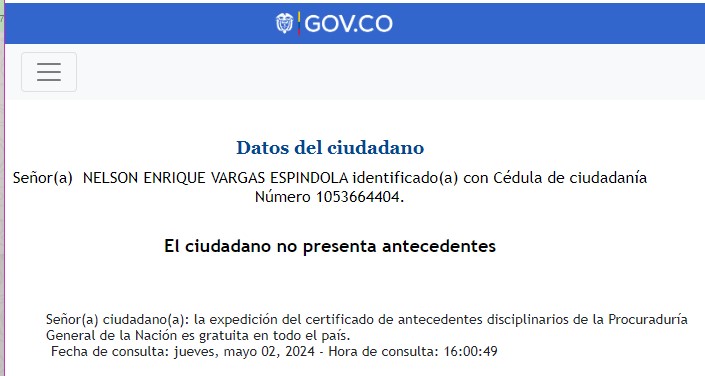 GOV.CO
Datos del ciudadano
Señor(a) NELSON ENRIQUE VARGAS ESPINDOLA identificado(a) con Cédula de ciudadanía
Número 1053664404.
El ciudadano no presenta antecedentes
Señor(a) ciudadano(a): la expedición del certificado de antecedentes disciplinarios de la Procuraduría
General de la Nación es gratuita en todo el país.
Fecha de consulta: jueves, mayo 02, 2024 - Hora de consulta: 16:00:49